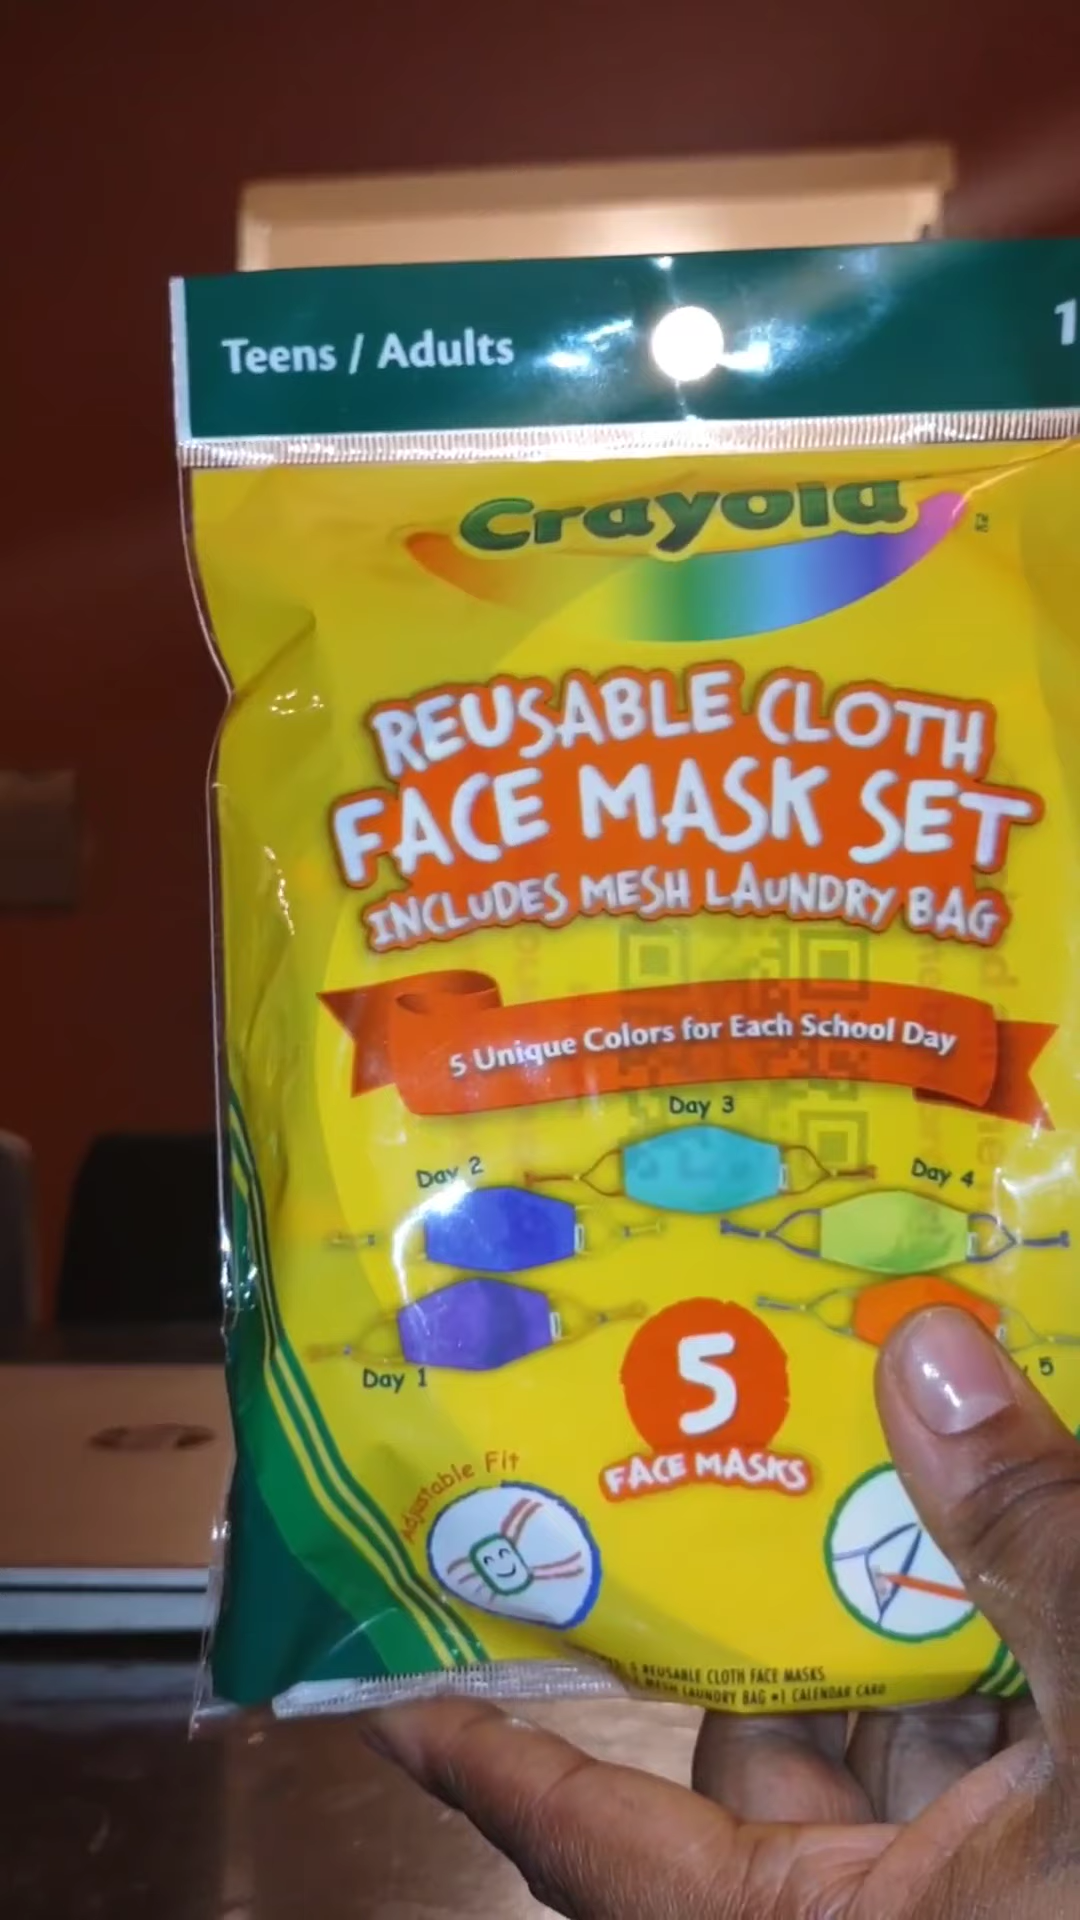 Teens / Adults
1
Crayola
REUSABLE CLOTH
FACE MASK SET
INCLUDES MESH LAUNDRY BAG
5 Unique Colors for Each School Day
Day 3
Day 2
Day 4
Day 1
5
5
FACE MASKS
Adjustable Fit
REUSABLE CLOTH FACE MASKS
MESH LAUNDRY BAG • 1 CALENDAR CARD